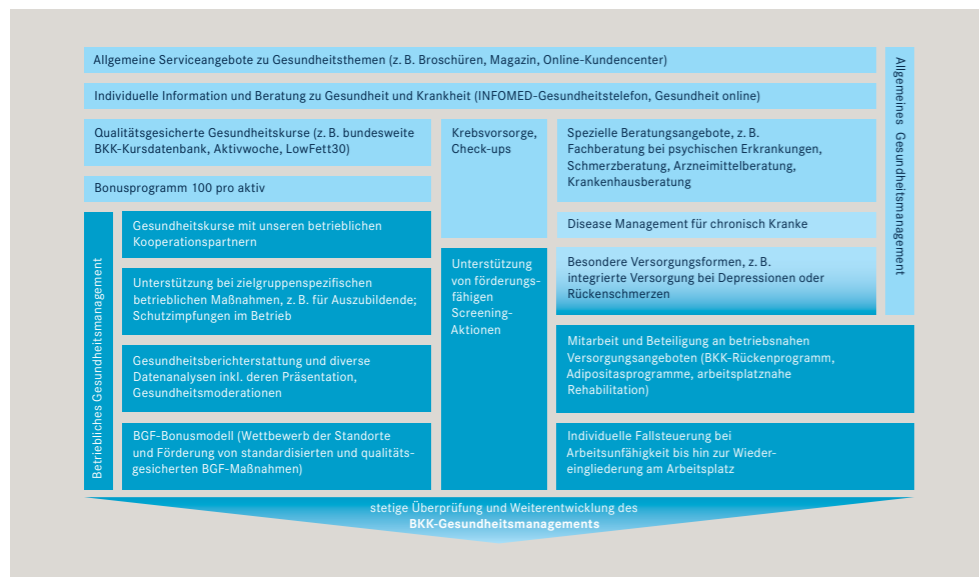 Allgemeine Serviceangebote zu Gesundheitsthemen (z. B. Broschüren, Magazin, Online-Kundencenter)
Individuelle Information und Beratung zu Gesundheit und Krankheit (INFOMED-Gesundheitstelefon, Gesundheit online)
Qualitätsgesicherte Gesundheitskurse (z. B. bundesweite
BKK-Kursdatenbank, Aktivwoche, LowFett30)
Bonusprogramm 100 pro aktiv
Krebsvorsorge,
Check-ups
Spezielle Beratungsangebote, z. B.
Fachberatung bei psychischen Erkrankungen,
Schmerzberatung, Arzneimittelberatung,
Krankenhausberatung
Disease Management für chronisch Kranke
Besondere Versorgungsformen, z. B.
integrierte Versorgung bei Depressionen oder
Rückenschmerzen
Allgemeines Gesundheitsmanagement
Betriebliches Gesundheitsmanagement
Gesundheitskurse mit unseren betrieblichen
Kooperationspartnern
Unterstützung bei zielgruppenspezifischen
betrieblichen Maßnahmen, z. B. für Auszubildende;
Schutzimpfungen im Betrieb
Gesundheitsberichterstattung und diverse
Datenanalysen inkl. deren Präsentation,
Gesundheitsmoderationen
BGF-Bonusmodell (Wettbewerb der Standorte
und Förderung von standardisierten und qualitäts-
gesicherten BGF-Maßnahmen)
Unterstützung
von förderungs-
fähigen
Screening-
Aktionen
Mitarbeit und Beteiligung an betriebsnahen
Versorgungsangeboten (BKK-Rückenprogramm,
Adipositasprogramme, arbeitsplatznahe
Rehabilitation)
Individuelle Fallsteuerung bei
Arbeitsunfähigkeit bis hin zur Wieder-
eingliederung am Arbeitsplatz
stetige Überprüfung und Weiterentwicklung des
BKK-Gesundheitsmanagements